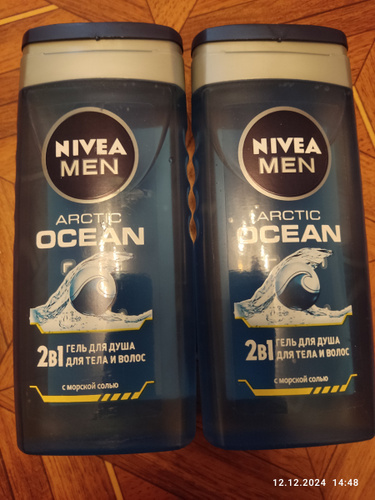 NIVEA
MEN
ARCTIC
OCEAN
2в1 ГЕЛЬ ДЛЯ ДУША
ДЛЯ ТЕЛА И ВОЛОС
с морской солью
NIVEA
MEN
ARCTIC
OCEAN
2в1 ГЕЛЬ ДЛЯ ДУША
ДЛЯ ТЕЛА И ВОЛОС
с морской солью
12.12.2024 14:48